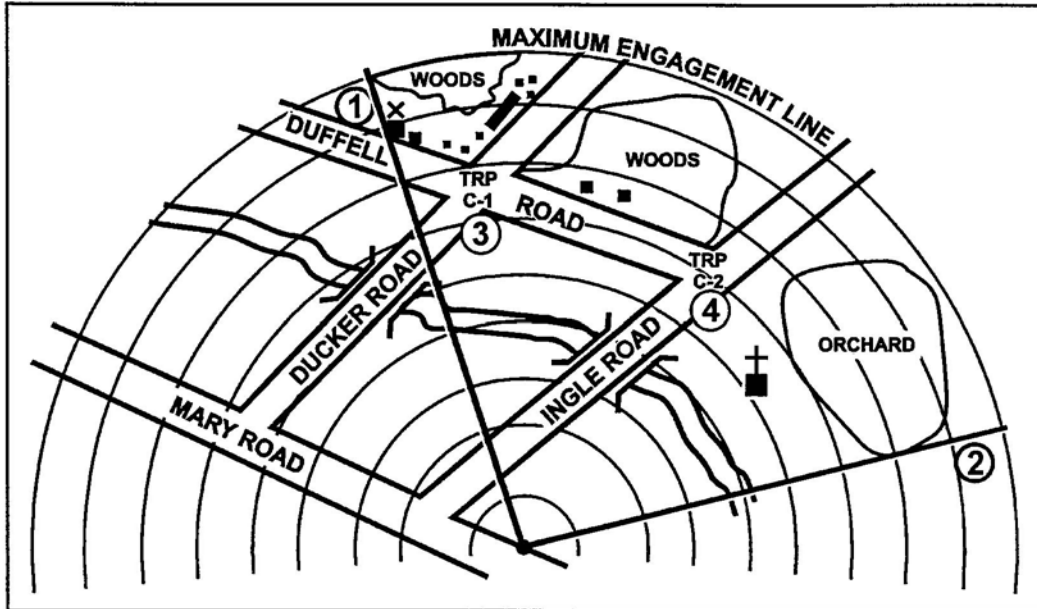 MAXIMUM ENGAGEMENT LINE
WOODS
1
DUFFELL
WOODS
TRP
C-1
ROAD
3
TRP
C-2
4
DUCKER ROAD
ORCHARD
INGLE ROAD
MARY ROAD
2